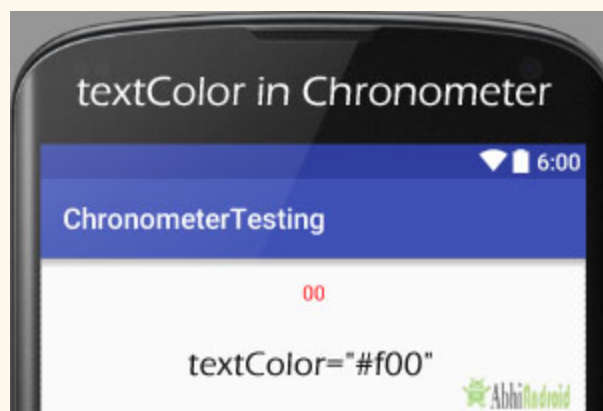 textColor in Chronometer
6:00
ChronometerTesting
00
textColor="#f00"
AbhiAndroid